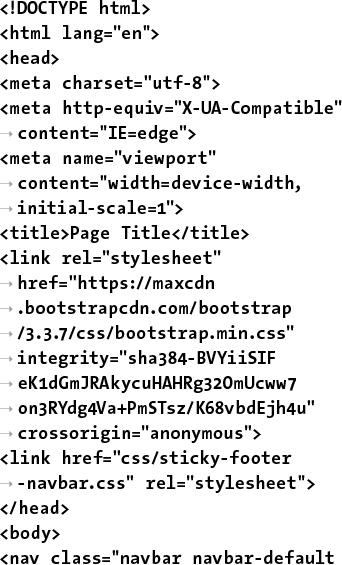 <!DOCTYPE html>
<html lang="en">
<head>
<meta charset="utf-8">
<meta http-equiv="X-UA-Compatible"
→ content="IE=edge">
<meta name="viewport"
→ content="width=device-width,
→ initial-scale=1">
<title>Page Title</title>
<link rel="stylesheet"
→ href="https://maxcdn
→ .bootstrapcdn.com/bootstrap
→ /3.3.7/css/bootstrap.min.css"
→ integrity="sha384-BVYiiSIF
→ eK1dGmJRAkycuHAHRg32OmUcww7
→ on3RYdg4Va+PmSTsz/K68vbdEjh4u"
→ crossorigin="anonymous">
<link href="css/sticky-footer
→ -navbar.css" rel="stylesheet">
</head>
<body>
<nav class="navbar navbar-default